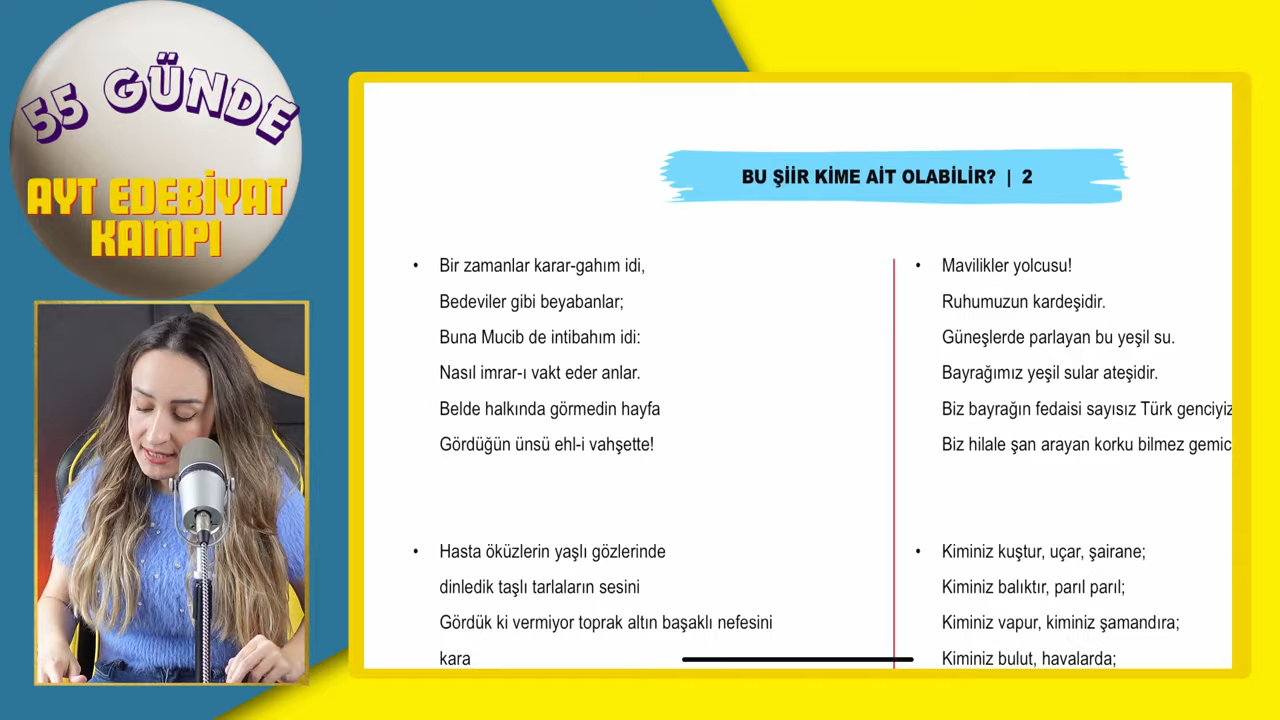 55 GÜNDE
AYT EDEBİYAT
KAMPI
BU ŞİİR KİME AİT OLABİLİR? | 2
• Bir zamanlar karar-gahım idi,
Bedeviler gibi beyabanlar;
Buna Mucib de intibahım idi:
Nasıl imrar-ı vakt eder anlar.
Belde halkında görmedin hayfa
Gördüğün ünsü ehl-i vahşette!
• Hasta öküzlerin yaşlı gözlerinde
dinledik taşlı tarlaların sesini
Gördük ki vermiyor toprak altın başaklı nefesini
kara
• Mavilikler yolcusu!
Ruhumuzun kardeşidir.
Güneşlerde parlayan bu yeşil su.
Bayrağımız yeşil sular ateşidir.
Biz bayrağın fedaisi sayısız Türk genciyiz
Biz hilale şan arayan korku bilmez gemic
• Kiminiz kuştur, uçar, şairane;
Kiminiz balıktır, parıl parıl;
Kiminiz vapur, kiminiz şamandıra;
Kiminiz bulut, havalarda;